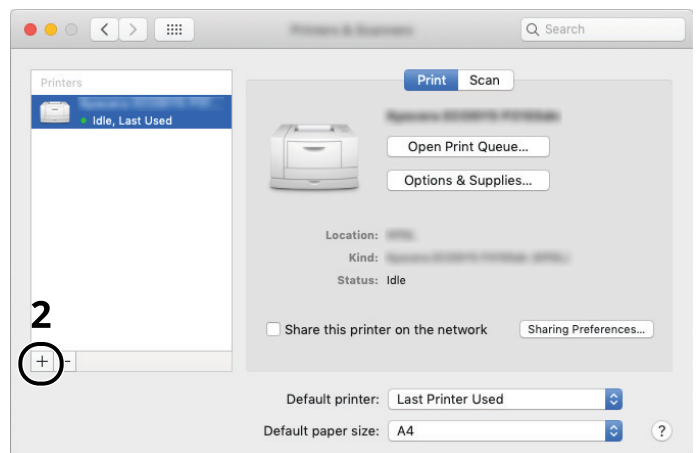 Search
Printers
Print Scan
Idle, Last Used
Open Print Queue...
Options & Supplies...
Location:
Kind:
Status: Idle
2
Share this printer on the network Sharing Preferences...
+ -
Default printer: Last Printer Used
Default paper size: A4 ?